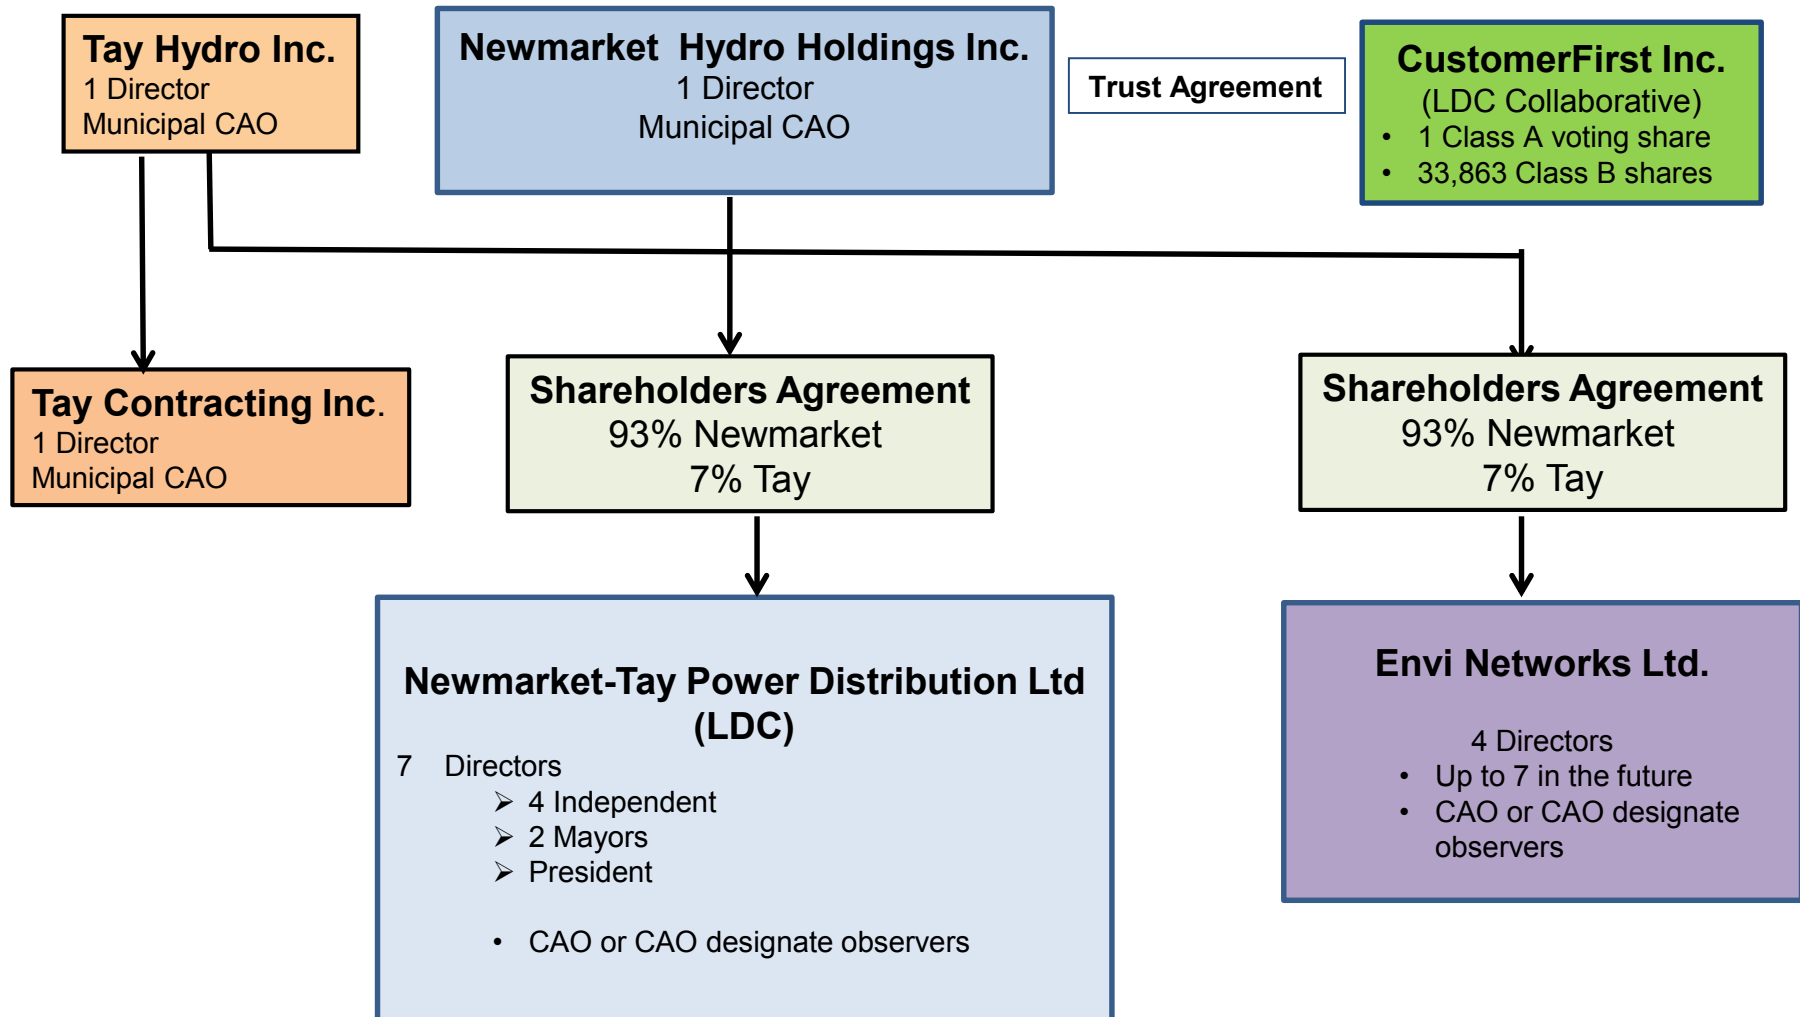 Tay Hydro Inc.
1 Director
Municipal CAO
Newmarket Hydro Holdings Inc.
1 Director
Municipal CAO
Trust Agreement
CustomerFirst Inc.
(LDC Collaborative)
• 1 Class A voting share
• 33,863 Class B shares
Tay Contracting Inc.
1 Director
Municipal CAO
Shareholders Agreement
93% Newmarket
7% Tay
Shareholders Agreement
93% Newmarket
7% Tay
Newmarket-Tay Power Distribution Ltd
(LDC)
7 Directors
➢ 4 Independent
➢ 2 Mayors
➢ President
• CAO or CAO designate observers
Envi Networks Ltd.
4 Directors
• Up to 7 in the future
• CAO or CAO designate
observers